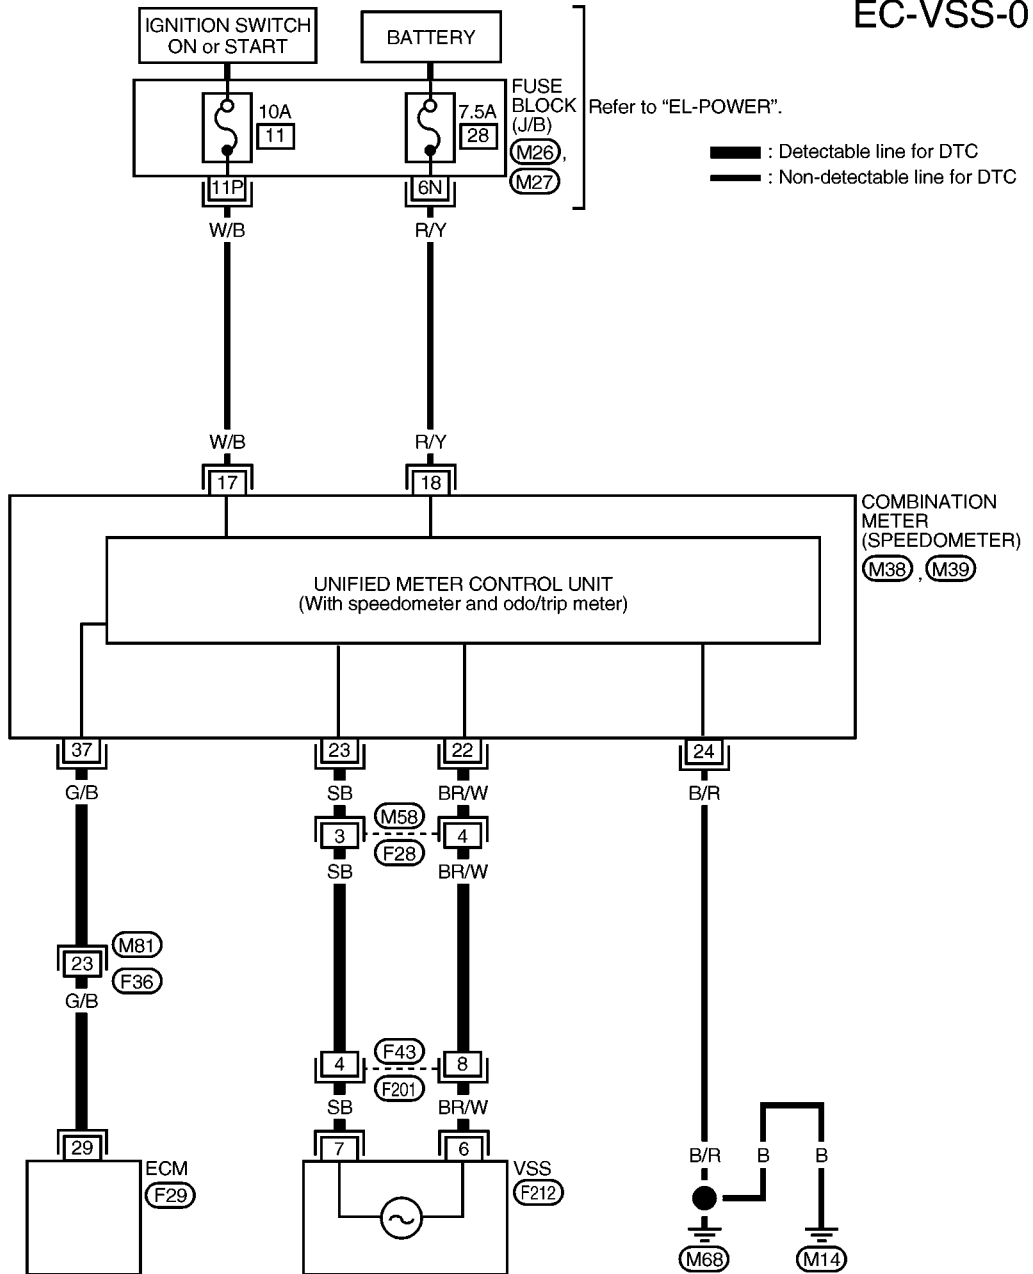 EC-VSS-0
IGNITION SWITCH
ON or START
BATTERY
FUSE
BLOCK
(J/B)
M26,
M27
10A
11
7.5A
28
Refer to “EL-POWER”.
: Detectable line for DTC
: Non-detectable line for DTC
11P
6N
W/B
R/Y
W/B
R/Y
17
18
COMBINATION
METER
(SPEEDOMETER)
M38 , M39
UNIFIED METER CONTROL UNIT
(With speedometer and odo/trip meter)
37
23
22
24
G/B
SB
BR/W
B/R
3
M58
F28
4
SB
BR/W
23
M81
F36
G/B
4
F43
F201
8
SB
BR/W
29
7
6
ECM
F29
VSS
F212
B/R
B
B
M68
M14